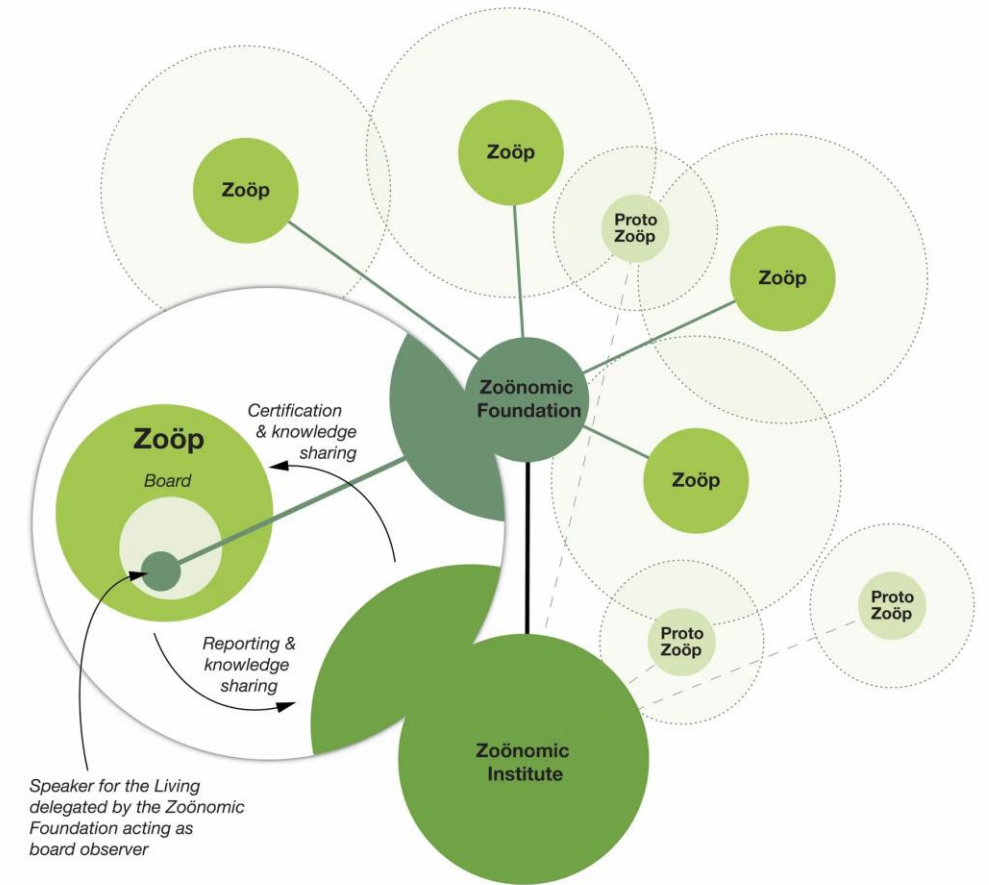 Zoöp
Zoöp
Proto
Zoöp
Zoöp
Zoönomic
Foundation
Certification
& knowledge
sharing
Zoöp
Board
Zoöp
Proto
Zoöp
Proto
Zoöp
Reporting &
knowledge
sharing
Zoönomic
Institute
Speaker for the Living
delegated by the Zoönomic
Foundation acting as
board observer